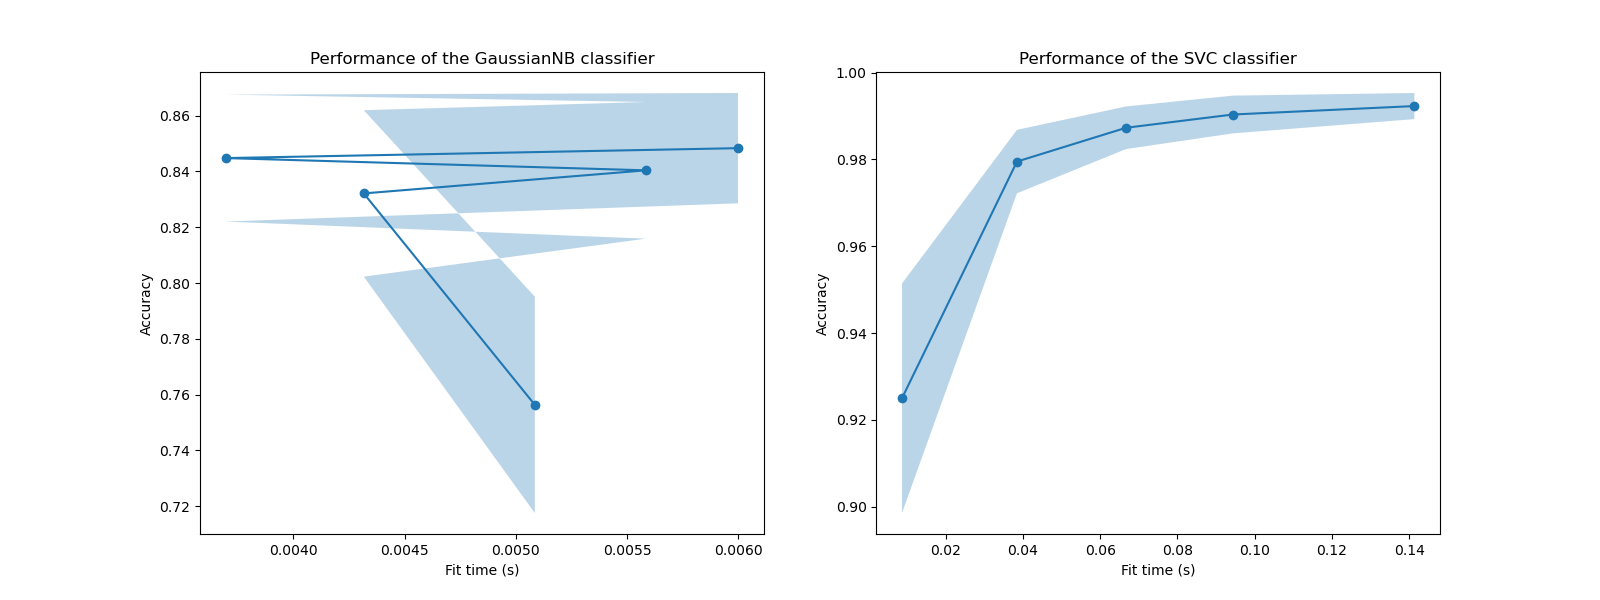 Performance of the GaussianNB classifier
0.86
0.84
0.82
0.80
0.78
0.76
0.74
0.72
Accuracy
0.0040 0.0045 0.0050 0.0055 0.0060
Fit time (s)
Performance of the SVC classifier
1.00
0.98
0.96
0.94
0.92
0.90
Accuracy
0.02 0.04 0.06 0.08 0.10 0.12 0.14
Fit time (s)